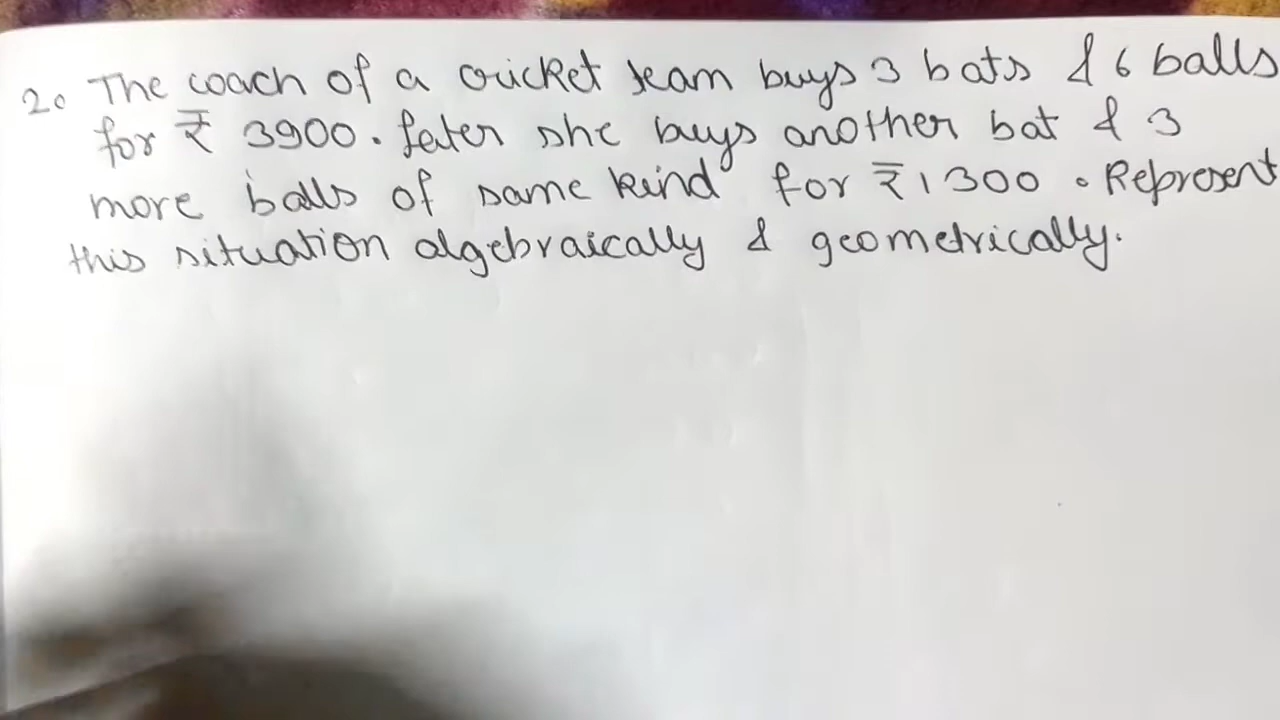 2. The coach of a cricket team buys 3 bats & 6 balls
for ₹ 3900. later she buys another bat & 3
more balls of same kind for ₹1300. Represent
this situation algebraically & geometrically.